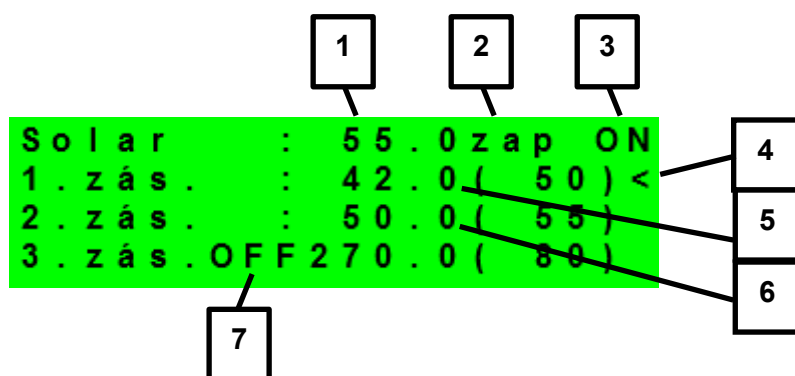 1 2 3
Solar : 55.0zap ON
1.zás. : 42.0( 50)<
2.zás. : 50.0( 55)
3.zás.OFF270.0( 80)
4
5
6
7